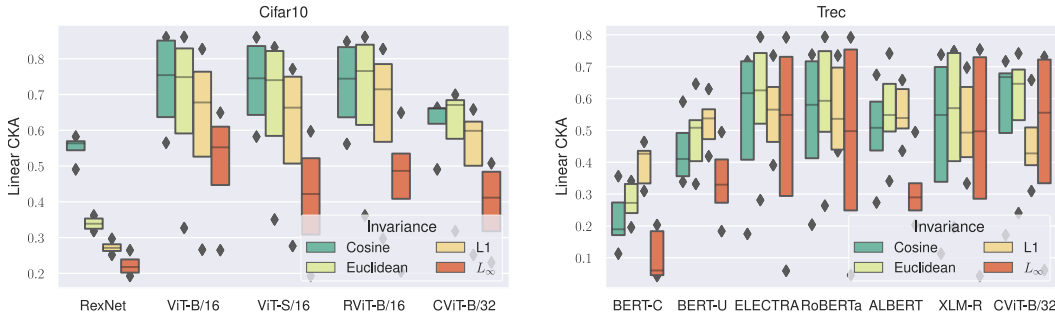 Cifar10
Linear CKA
0.8
0.7
0.6
0.5
0.4
0.3
0.2
RexNet ViT-B/16 ViT-S/16 RViT-B/16 CViT-B/32
Invariance
Cosine L1
Euclidean L∞
Trec
Linear CKA
0.8
0.7
0.6
0.5
0.4
0.3
0.2
0.1
BERT-C BERT-U ELECTRA RoBERTa ALBERT XLM-R CViT-B/32
Invariance
Cosine L1
Euclidean L∞